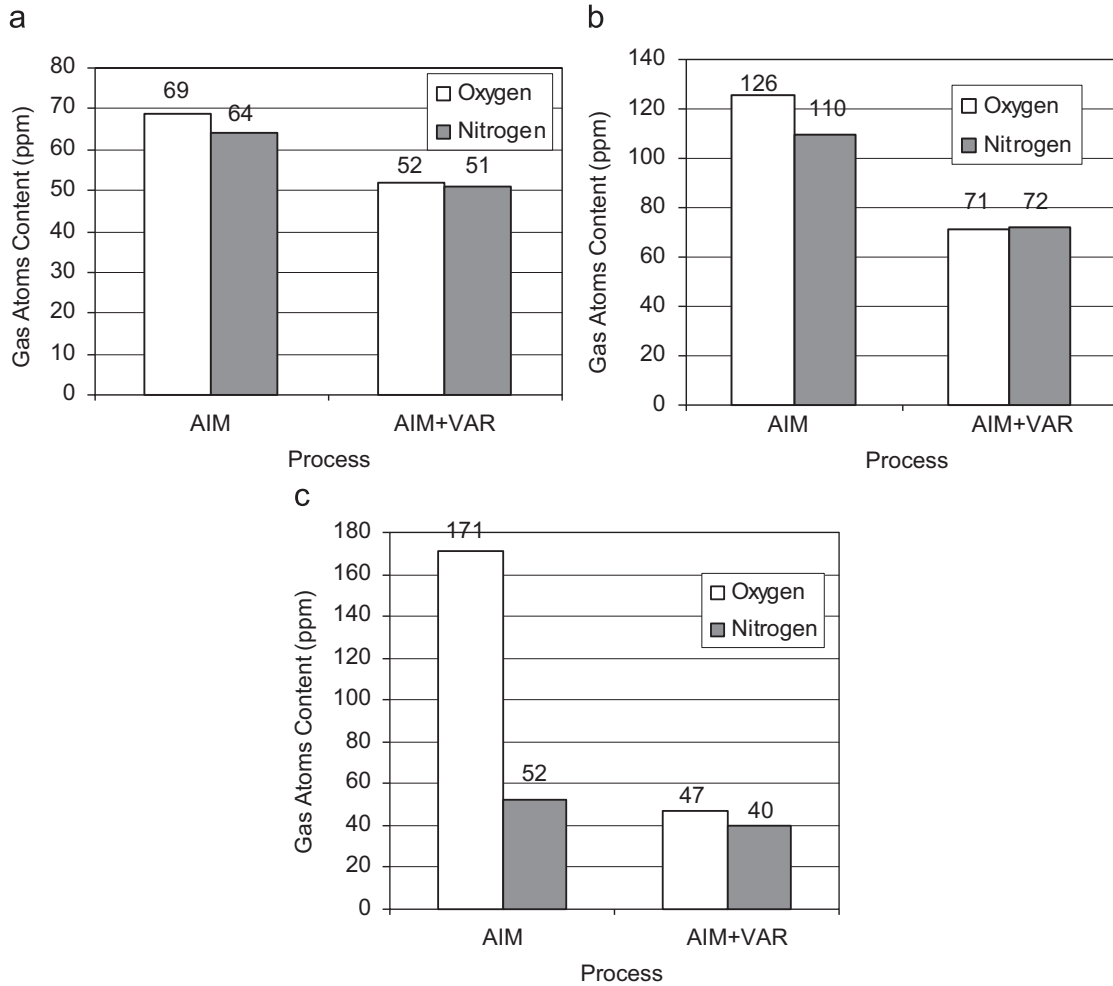 a
Gas Atoms Content (ppm)
80
70
60
50
40
30
20
10
0
69
64
52
51
Oxygen
Nitrogen
AIM
AIM+VAR
Process
b
Gas Atoms Content (ppm)
140
120
100
80
60
40
20
0
126
110
71
72
Oxygen
Nitrogen
AIM
AIM+VAR
Process
c
Gas Atoms Content (ppm)
180
160
140
120
100
80
60
40
20
0
171
52
47
40
Oxygen
Nitrogen
AIM
AIM+VAR
Process